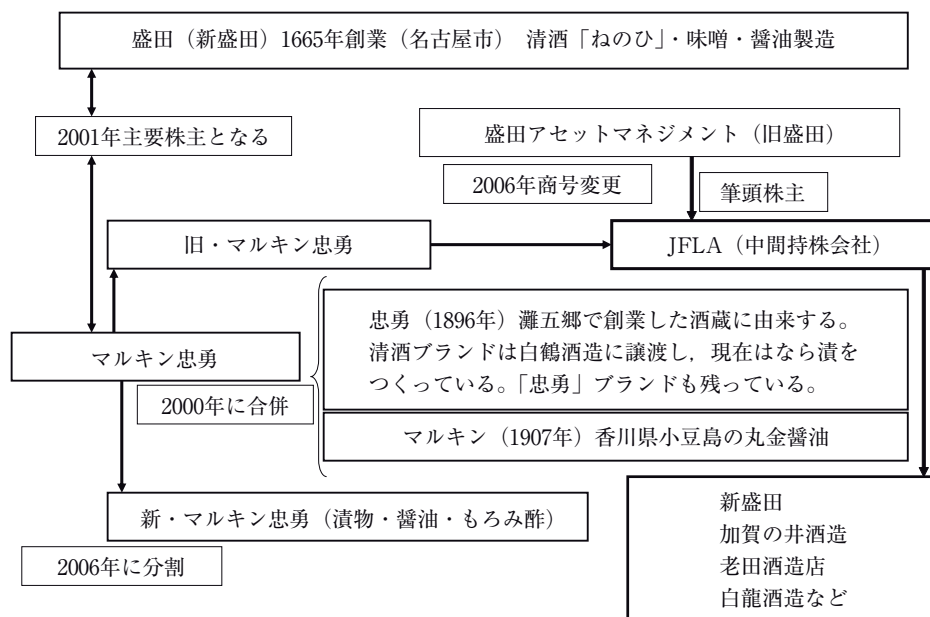 盛田（新盛田）1665年創業（名古屋市）　清酒「ねのひ」・味噌・醤油製造
2001年主要株主となる
盛田アセットマネジメント（旧盛田）
2006年商号変更
筆頭株主
旧・マルキン忠勇
JFLA（中間持株会社）
忠勇（1896年）灘五郷で創業した酒蔵に由来する。
清酒ブランドは白鶴酒造に譲渡し，現在はなら漬を
つくっている。「忠勇」ブランドも残っている。
マルキン忠勇
2000年に合併
マルキン（1907年）香川県小豆島の丸金醤油
新・マルキン忠勇（漬物・醤油・もろみ酢）
2006年に分割
新盛田
加賀の井酒造
老田酒造店
白龍酒造など